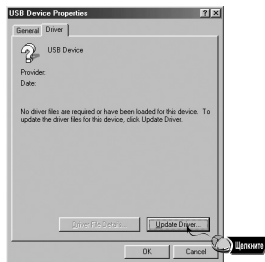 USB Device Properties
General Driver
USB Device
Provider:
Date:
No driver files are required or have been loaded for this device. To
update the driver files for this device, click Update Driver.
Driver File Details... Update Driver...
Щелкните
OK Cancel